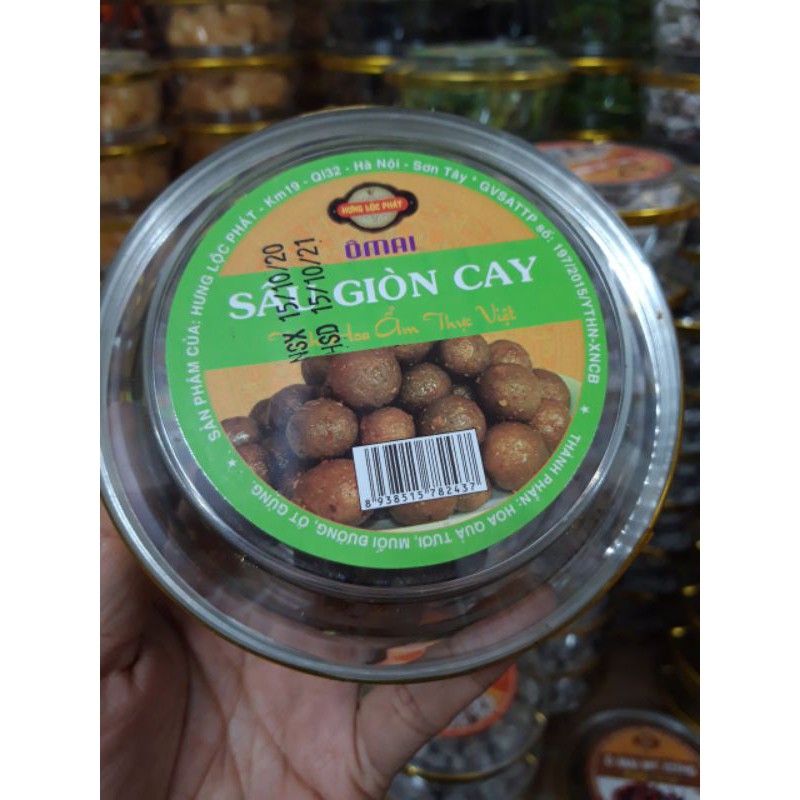 SẢN PHẨM CỦA: HƯNG LỘC PHÁT - Km19 - Ql32 - Hà Nội - Sơn Tây * GVSATTP số: 197/2015/YTHN-XNCB *
HƯNG LỘC PHÁT
ÔMAI
SẤU GIÒN CAY
Hoa Ẩm Thực Việt
NSX 15/10/20
HSD 15/10/21
8 938515 782437
THÀNH PHẦN: HOA QUẢ TƯƠI, MUỐI ĐƯỜNG, ỚT GỪNG.